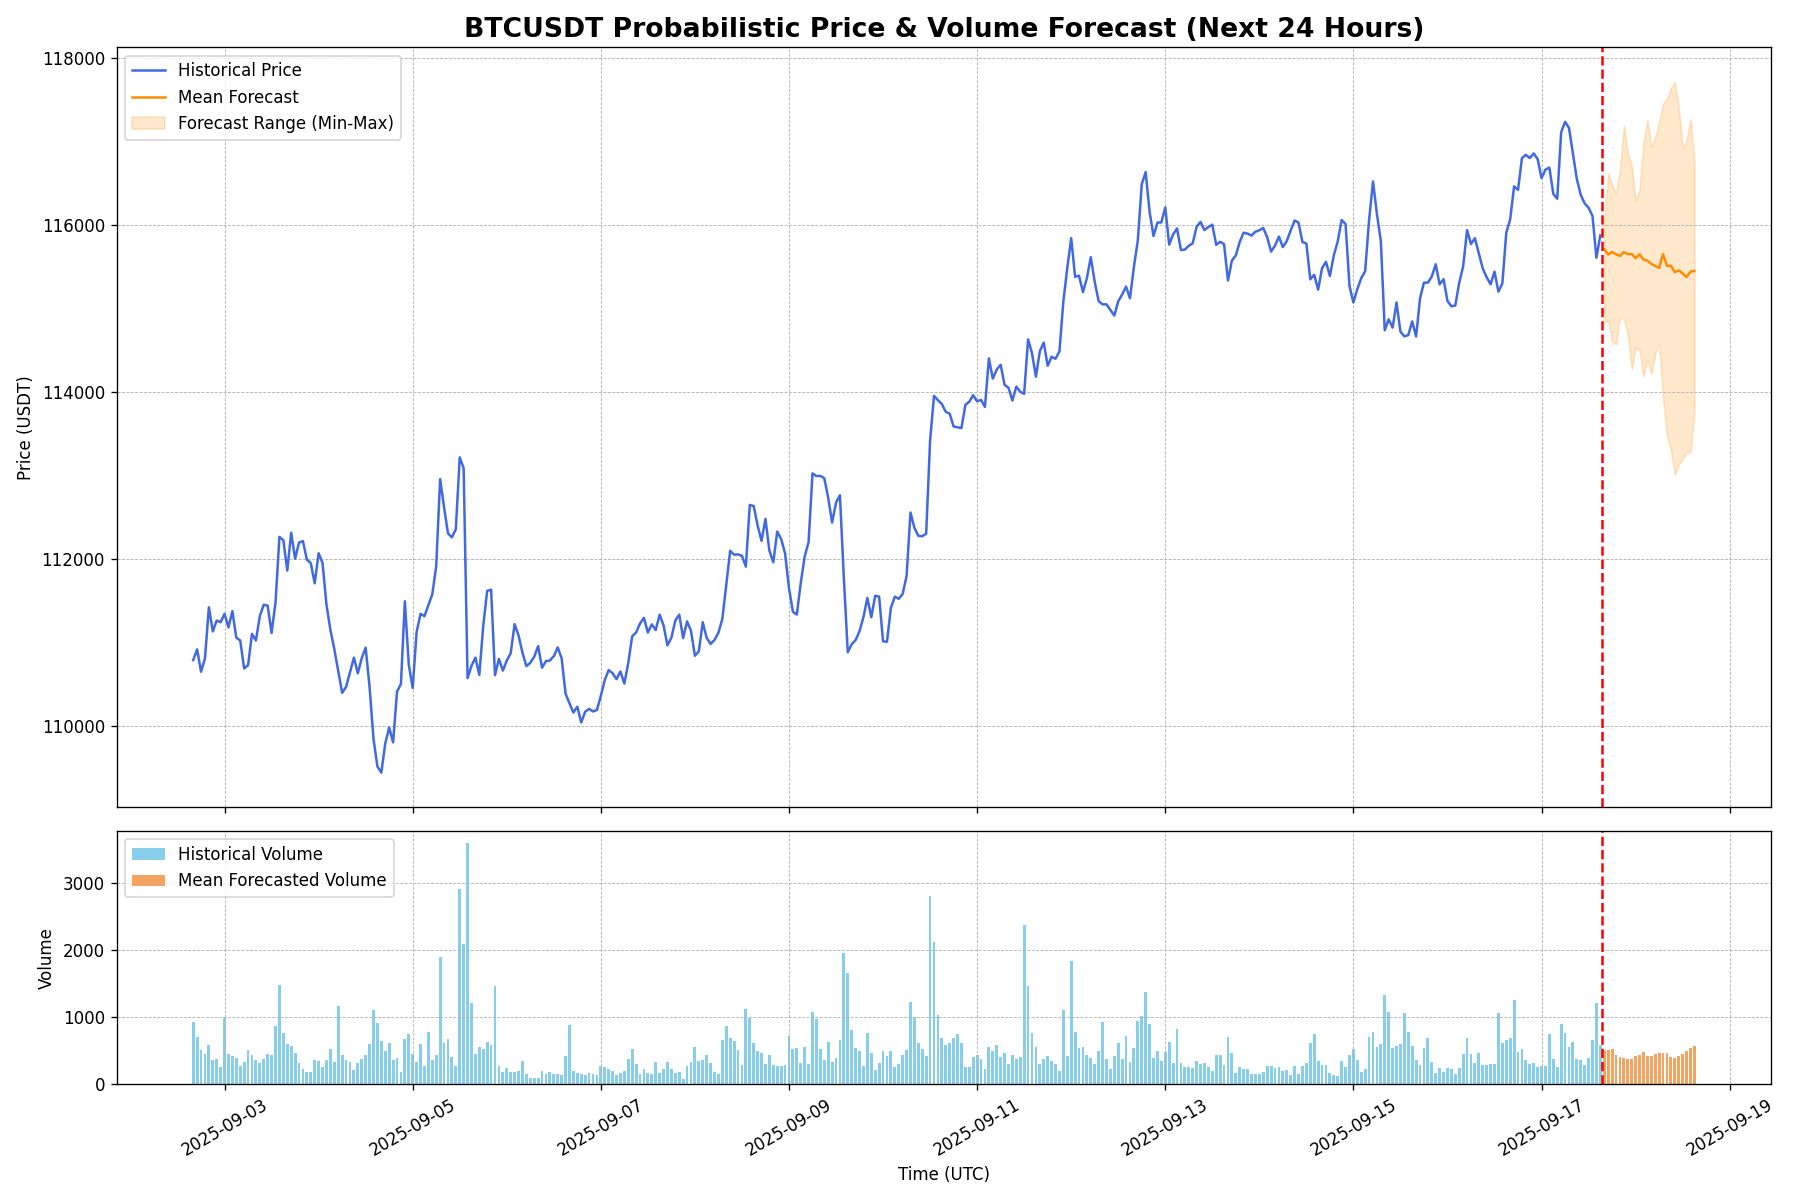 BTCUSDT Probabilistic Price & Volume Forecast (Next 24 Hours)
Historical Price
Mean Forecast
Forecast Range (Min-Max)
118000
116000
114000
112000
110000
Price (USDT)
Historical Volume
Mean Forecasted Volume
3000
2000
1000
0
Volume
2025-09-03
2025-09-05
2025-09-07
2025-09-09
2025-09-11
2025-09-13
2025-09-15
2025-09-17
2025-09-19
Time (UTC)